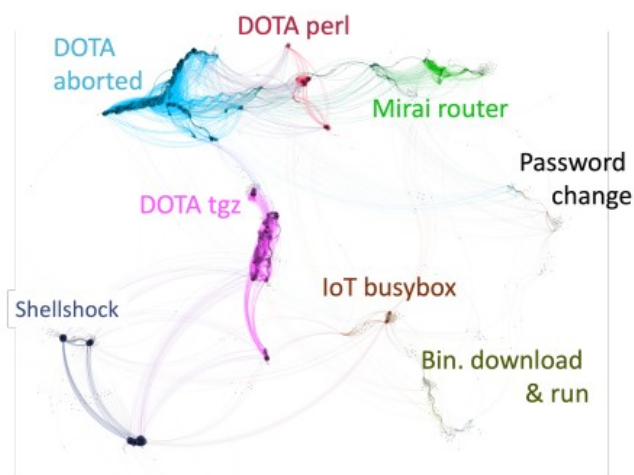 DOTA perl
DOTA
aborted
Mirai router
Password
change
DOTA tgz
IoT busybox
Shellshock
Bin. download
& run